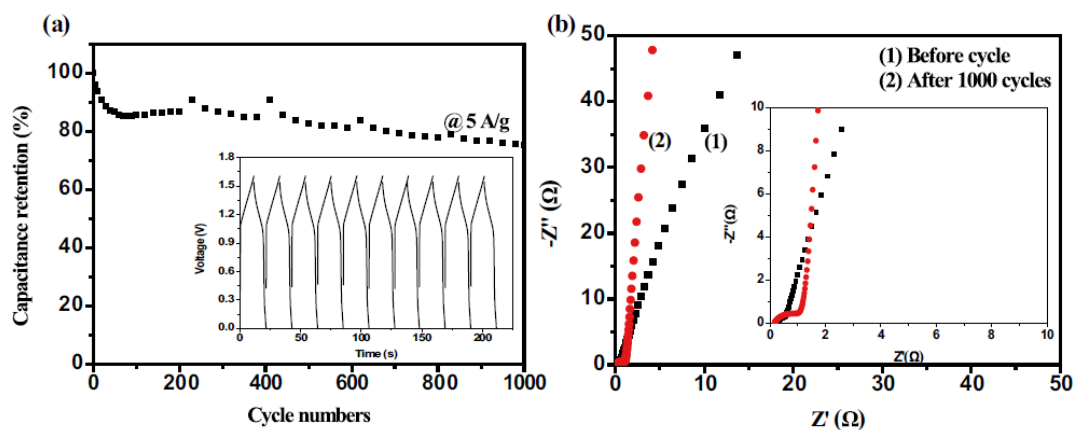 (a)
Capacitance retention (%)
120
100
80
60
40
20
0
@ 5 A/g
Voltage (V)
1.8
1.5
1.2
0.9
0.6
0.3
0.0
0 50 100 150 200
Time (s)
0 200 400 600 800 1000
Cycle numbers
(b)
-Z'' (Ω)
50
40
30
20
10
0
(1) Before cycle
(2) After 1000 cycles
(2)
(1)
-Z''(Ω)
10
8
6
4
2
0
0 2 4 6 8 10
Z'(Ω)
0 10 20 30 40 50
Z' (Ω)